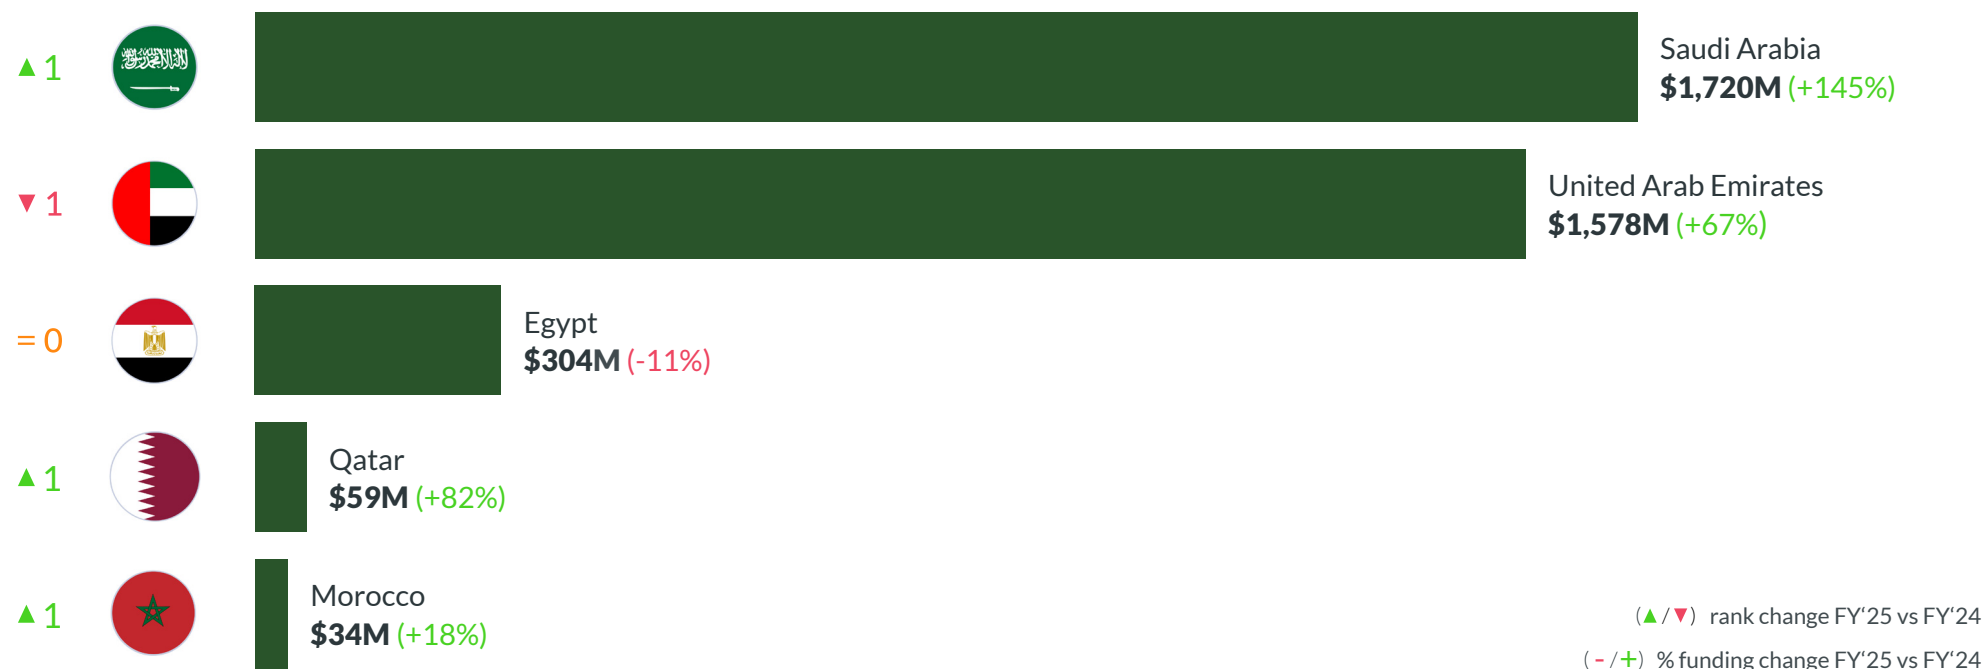 ▲ 1
Saudi Arabia
$1,720M (+145%)
▼ 1
United Arab Emirates
$1,578M (+67%)
= 0
Egypt
$304M (-11%)
▲ 1
Qatar
$59M (+82%)
▲ 1
Morocco
$34M (+18%)
(▲/▼) rank change FY‘25 vs FY‘24
(-/+) % funding change FY‘25 vs FY‘24